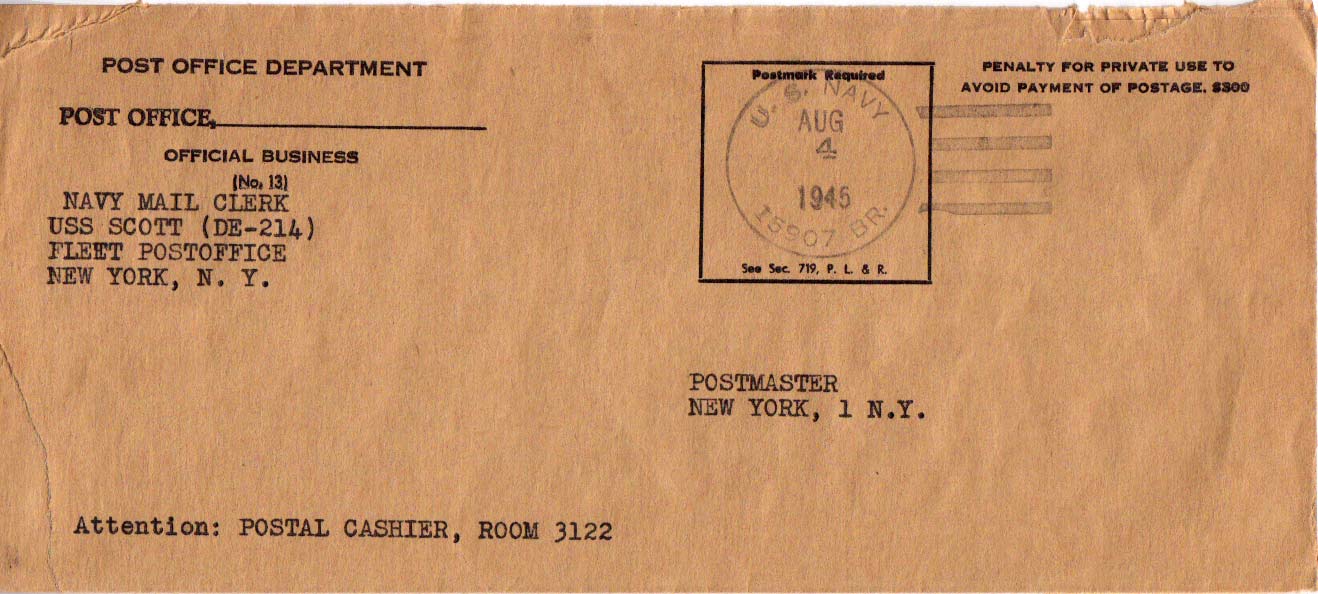 POST OFFICE DEPARTMENT
POST OFFICE,
OFFICIAL BUSINESS
(No. 13)
NAVY MAIL CLERK
USS SCOTT (DE-214)
FLEET POSTOFFICE
NEW YORK, N. Y.
Postmark Required
U. S. NAVY
AUG
4
1945
15907 BR.
See Sec. 719, P. L. & R.
PENALTY FOR PRIVATE USE TO
AVOID PAYMENT OF POSTAGE, $300
POSTMASTER
NEW YORK, 1 N.Y.
Attention: POSTAL CASHIER, ROOM 3122